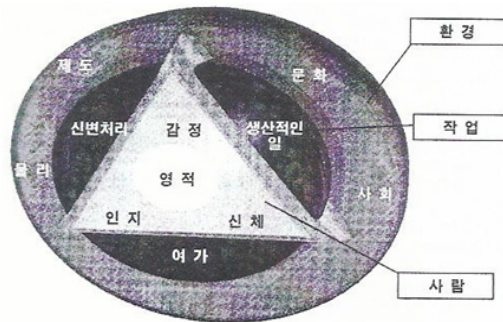 환 경
제 도
문 화
작 업
신변처리
감 정
생산적인
일
물 리
영 적
사 회
인 지
신 체
여 가
사 람